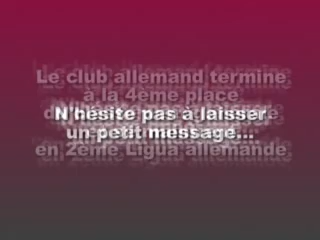 Le club allemand termine
à la 4ème place
N'hésite pas à laisser
un petit message...
en 2ème Ligua allemande